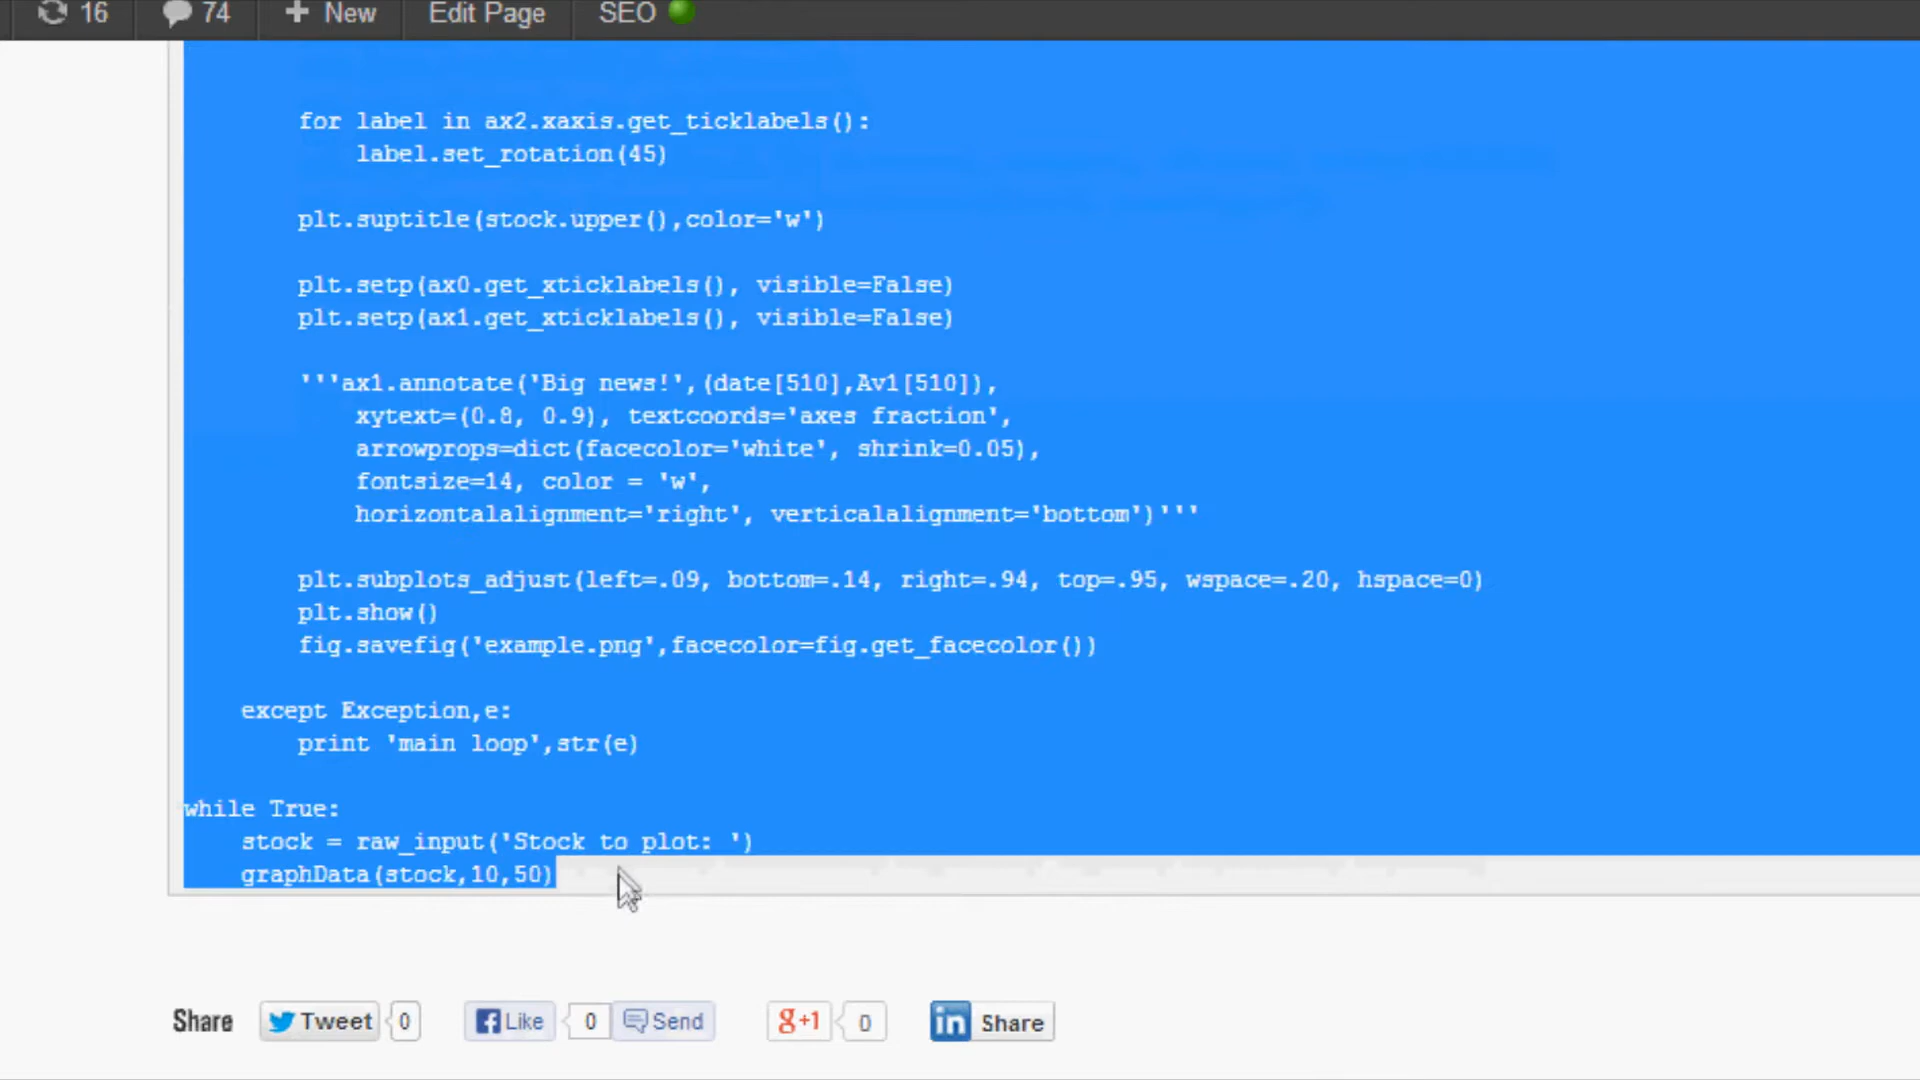 16 74 + New Edit Page SEO
for label in ax2.xaxis.get_ticklabels():
label.set_rotation(45)
plt.suptitle(stock.upper(),color='w')
plt.setp(ax0.get_xticklabels(), visible=False)
plt.setp(ax1.get_xticklabels(), visible=False)
'''ax1.annotate('Big news!',(date[510],Av1[510]),
xytext=(0.8, 0.9), textcoords='axes fraction',
arrowprops=dict(facecolor='white', shrink=0.05),
fontsize=14, color = 'w',
horizontalalignment='right', verticalalignment='bottom')'''
plt.subplots_adjust(left=.09, bottom=.14, right=.94, top=.95, wspace=.20, hspace=0)
plt.show()
fig.savefig('example.png',facecolor=fig.get_facecolor())
except Exception,e:
print 'main loop',str(e)
while True:
stock = raw_input('Stock to plot: ')
graphData(stock,10,50)
Share Tweet 0 Like 0 Send g+1 0 in Share